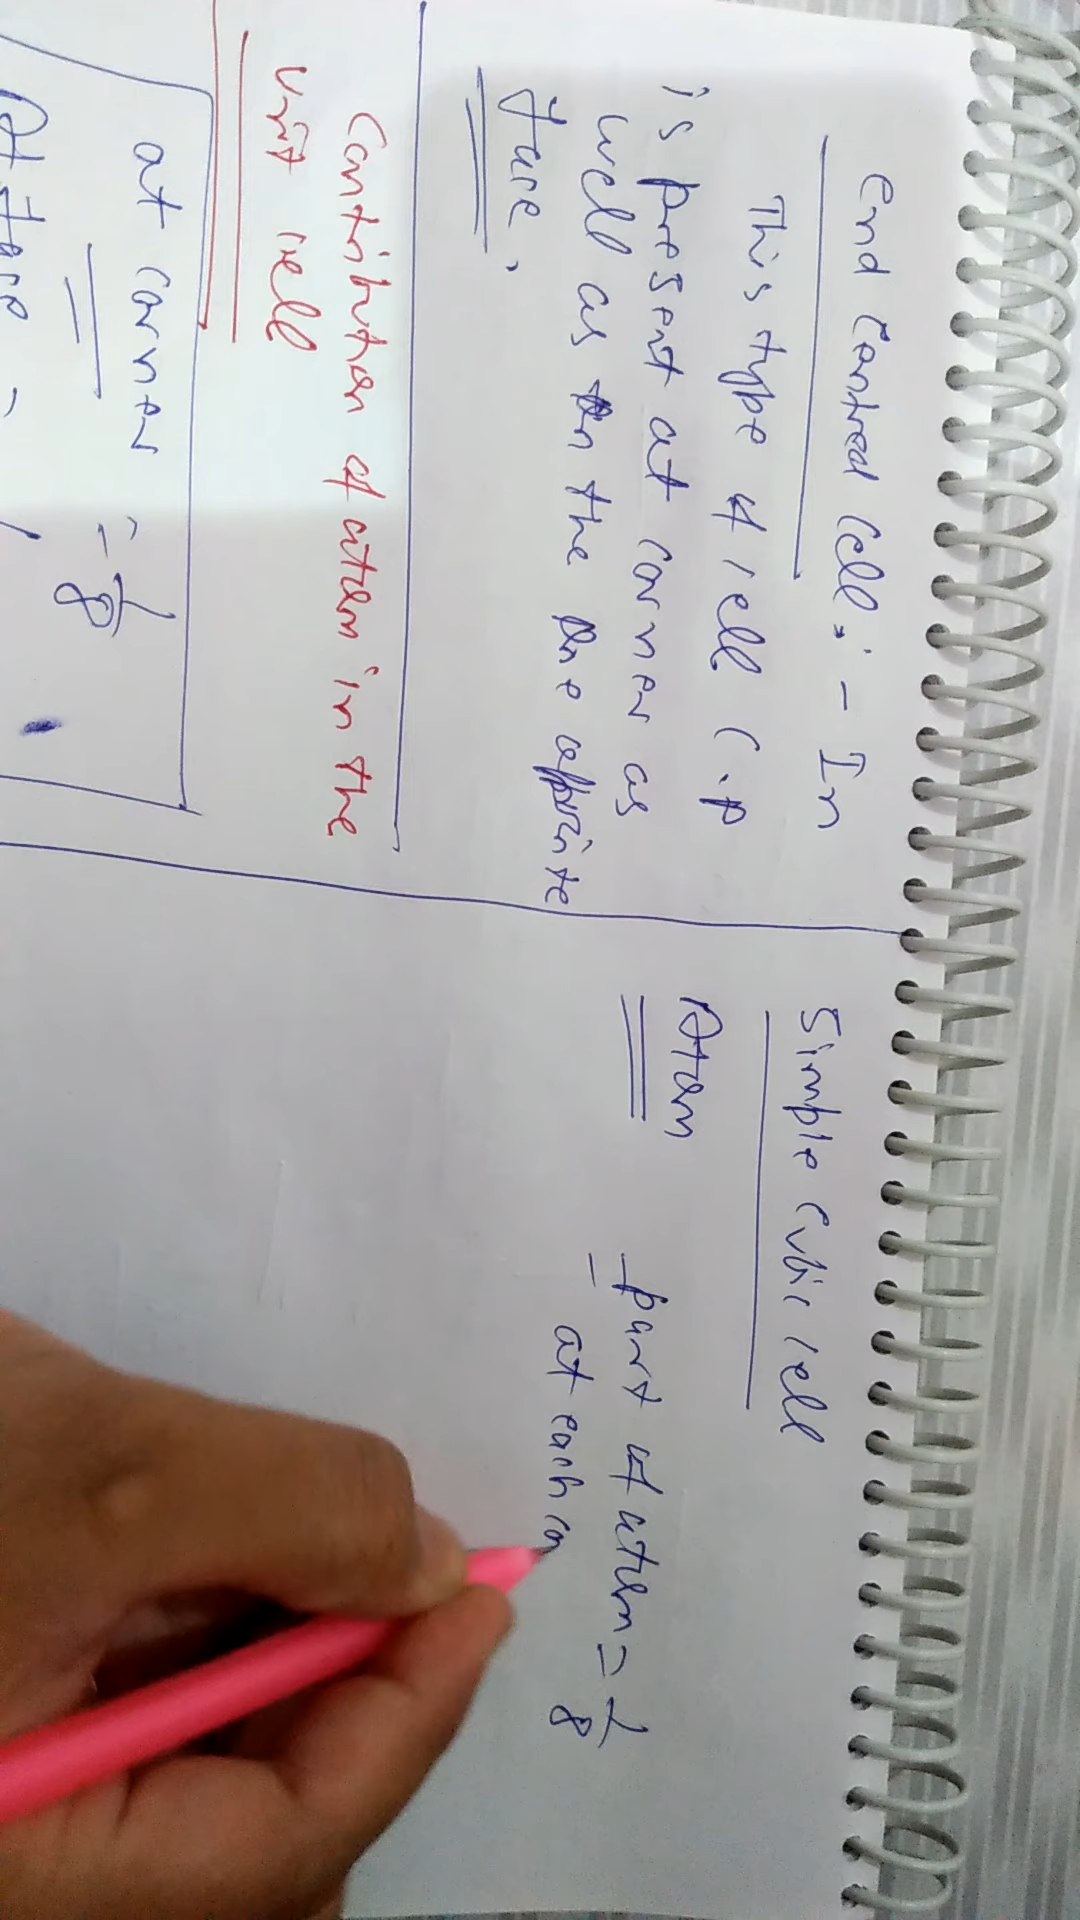 end centred cell :- In
This type of cell C.P
is present at corner as
well as on the one opposite
face.
Contribution of atom in the
unit cell
at corner = 1/8
At face =
Simple cubic cell
Atom
part of atom = 1/8
at each co